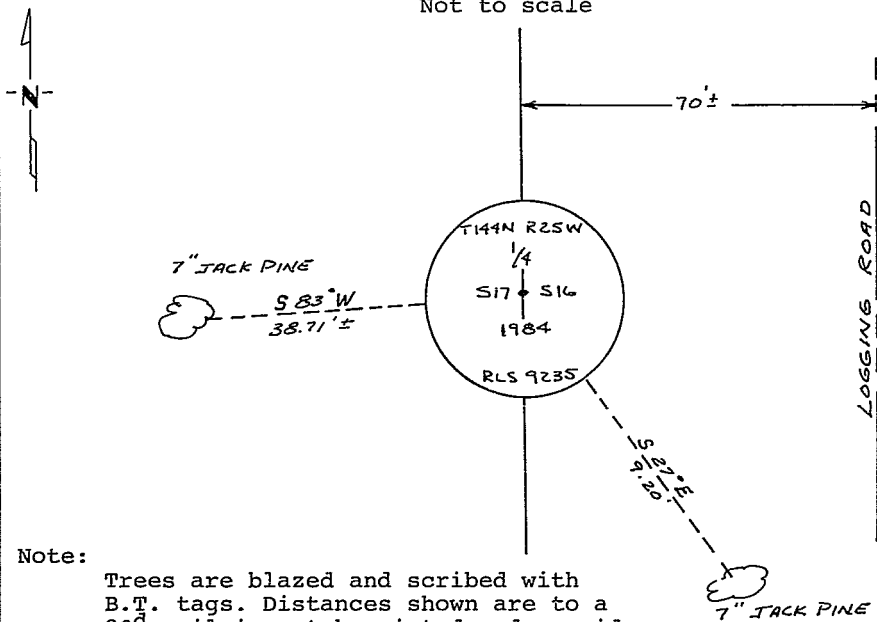 Not to scale
N
70'±
T144N R25W
1/4
S17 S16
1984
RLS 9235
7" JACK PINE
S 83° W
38.71'±
LOGGING ROAD
S 27° E
9.20'
7" JACK PINE
Note:
Trees are blazed and scribed with
B.T. tags. Distances shown are to a